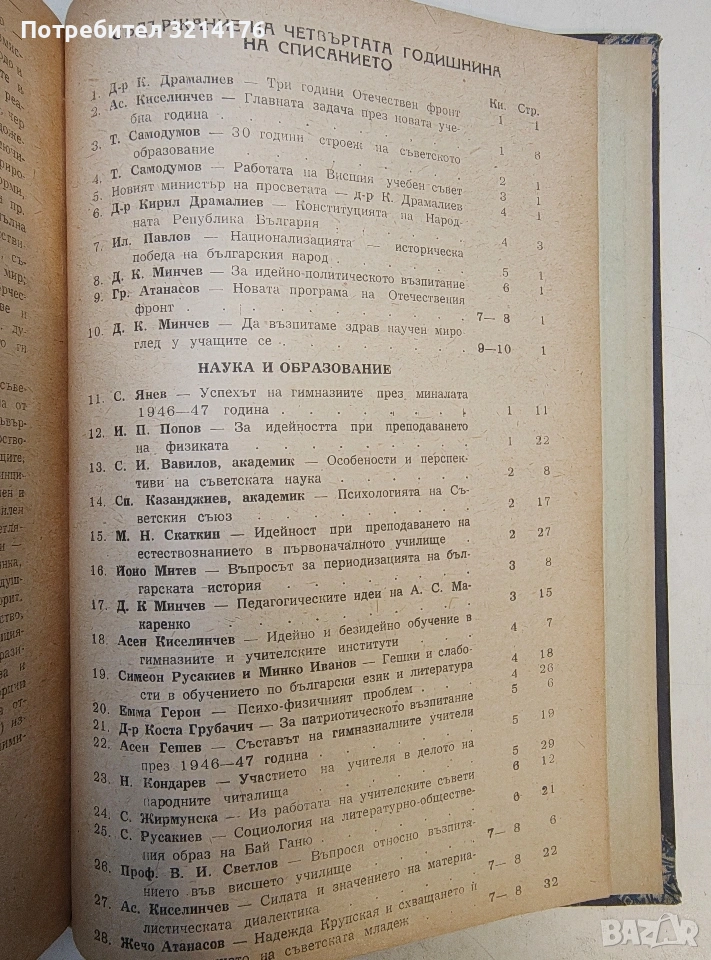 Потребител 3214176
СЪДЪРЖАНИЕ НА ЧЕТВЪРТАТА ГОДИШНИНА
НА СПИСАНИЕТО
Кн. Стр.
1. Д-р К. Драмалиев — Три години Отечествен фронт 1 1
2. Ас. Киселинчев — Главната задача през новата уче-
бна година
3. Т. Самодумов — 30 години строеж на съветското
образование 1 8
4. Т. Самодумов — Работата на Висшия учебен съвет 2 1
5. Новият министър на просветата — д-р К. Драмалиев 3 1
6. Д-р Кирил Драмалиев — Конституцията на Народ-
ната Република България 4 1
7. Ил. Павлов — Национализацията — историческа
победа на българския народ 4 3
8. Д. К. Минчев — За идейно-политическото възпитание 5 1
9. Гр. Атанасов — Новата програма на Отечествения 6 1
фронт 7— 8 1
10. Д. К. Минчев — Да възпитаме здрав научен миро
глед у учащите се 9—10 1
НАУКА И ОБРАЗОВАНИЕ
11. С. Янев — Успехът на гимназиите през миналата
1946—47 година 1 11
12. И. П. Попов — За идейността при преподаването
на физиката 1 22
13. С. И. Вавилов, академик — Особености и перспек-
тиви на съветската наука 2 8
14. Сп. Казанджиев, академик — Психологията на Съ-
ветския съюз 2 17
15. М. Н. Скаткин — Идейност при преподаването на
естествознанието в първоначалното училище 2 27
16. Йоно Митев — Въпросът за периодизацията на бъл-
гарската история 3 8
17. Д. К Минчев — Педагогическите идеи на А. С. Ма-
каренко 3 15
18. Асен Киселинчев — Идейно и безидейно обучение в
гимназиите и учителските институти 4 7
19. Симеон Русакиев и Минко Иванов — Гешки и слабо-
сти в обучението по български език и литература 4 18
20. Емма Герон — Психо-физичният проблем 4 26
21. Д-р Коста Грубачич — За патриотическото възпитание 5 6
22. Асен Гешев — Съставът на гимназиалните учители
през 1946—47 година 5 19
23. Н. Кондарев — Участието на учителя в делото на 5 29
народните читалища 6 12
24. С. Жирмунска — Из работата на учителските съвети
25. С. Русакиев — Социология на литературно-обществе- 6 21
ния образ на Бай Ганю 7— 8 6
26. Проф. В. И. Светлов — Въпроси относно възпита-
нието във висшето училище 7— 8 22
27. Ас. Киселинчев — Силата и значението на материа-
листическата диалектика 7— 8 32
28. Жечо Атанасов — Надежда Крупская и схващането й
на съветската младеж
BAZAR